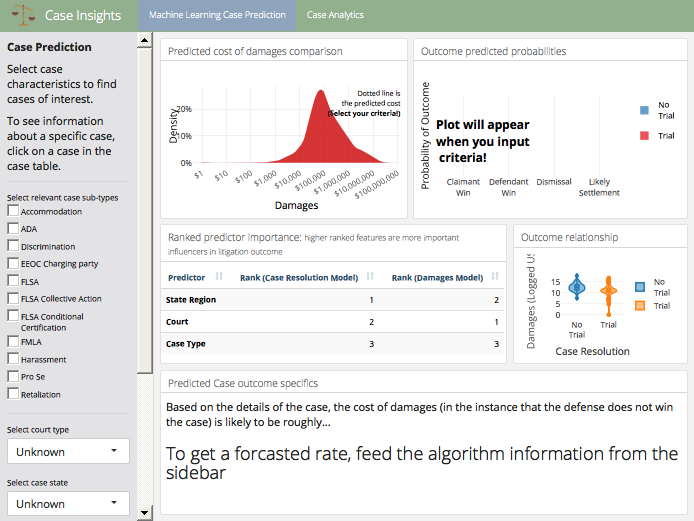 Case Insights
Machine Learning Case Prediction
Case Analytics
Case Prediction
Select case
characteristics to find
cases of interest.
To see information
about a specific case,
click on a case in the
case table.
Select relevant case sub-types
Accommodation
ADA
Discrimination
EEOC Charging party
FLSA
FLSA Collective Action
FLSA Conditional
Certification
FMLA
Harassment
Pro Se
Retaliation
Select court type
Unknown
Select case state
Unknown
Predicted cost of damages comparison
Dotted line is
the predicted cost
(Select your criteria!)
Density
20%
10%
0%
$1
$10
$100
$1,000
$10,000
$100,000
$1,000,000
$10,000,000
$100,000,000
Damages
Outcome predicted probabilities
Probability of Outcome
Plot will appear
when you input
criteria!
Claimant
Win
Defendant
Win
Dismissal
Likely
Settlement
No
Trial
Trial
Ranked predictor importance: higher ranked features are more important
influencers in litigation outcome
Predictor Rank (Case Resolution Model) Rank (Damages Model)
State Region 1 2
Court 2 1
Case Type 3 3
Outcome relationship
Damages (Logged
15
10
5
0
No
Trial
Trial
Case Resolution
No
Trial
Trial
Predicted Case outcome specifics
Based on the details of the case, the cost of damages (in the instance that the defense does not win
the case) is likely to be roughly...
To get a forcasted rate, feed the algorithm information from the
sidebar